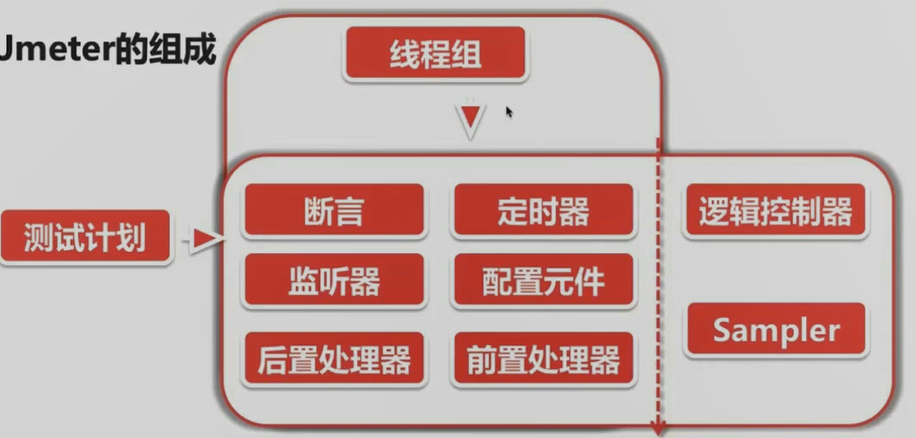 Jmeter的组成
线程组
断言
定时器
逻辑控制器
测试计划
监听器
配置元件
Sampler
后置处理器
前置处理器